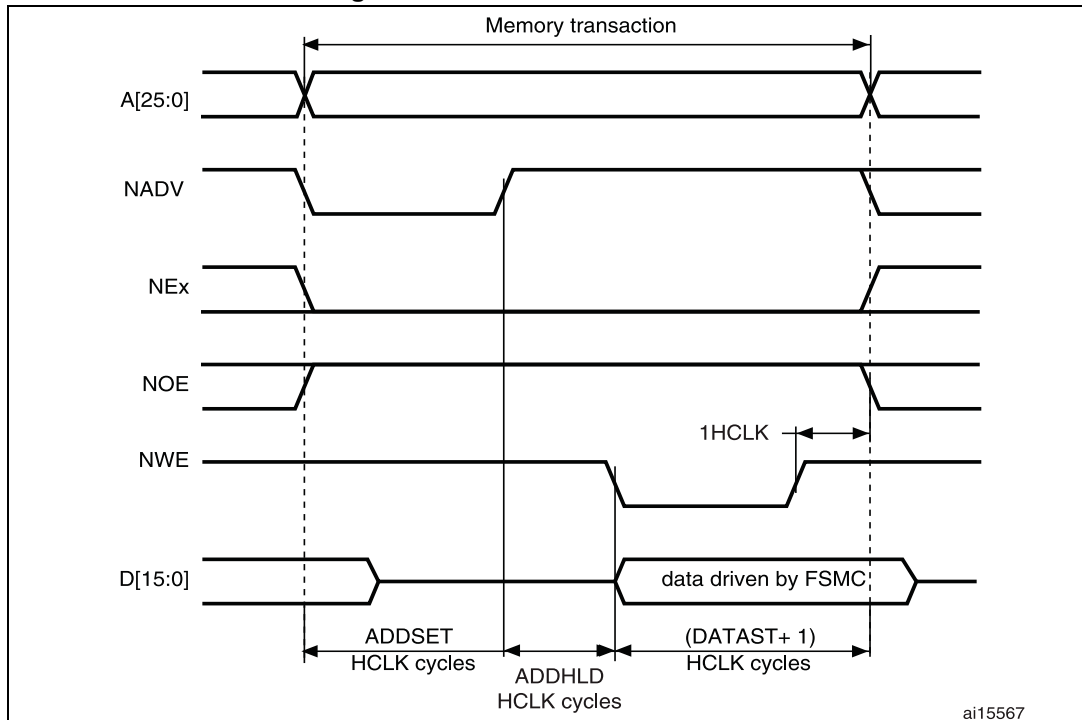 Memory transaction
A[25:0]
NADV
NEx
NOE
1HCLK
NWE
D[15:0]
data driven by FSMC
ADDSET
HCLK cycles
(DATAST+ 1)
HCLK cycles
ADDHLD
HCLK cycles
ai15567